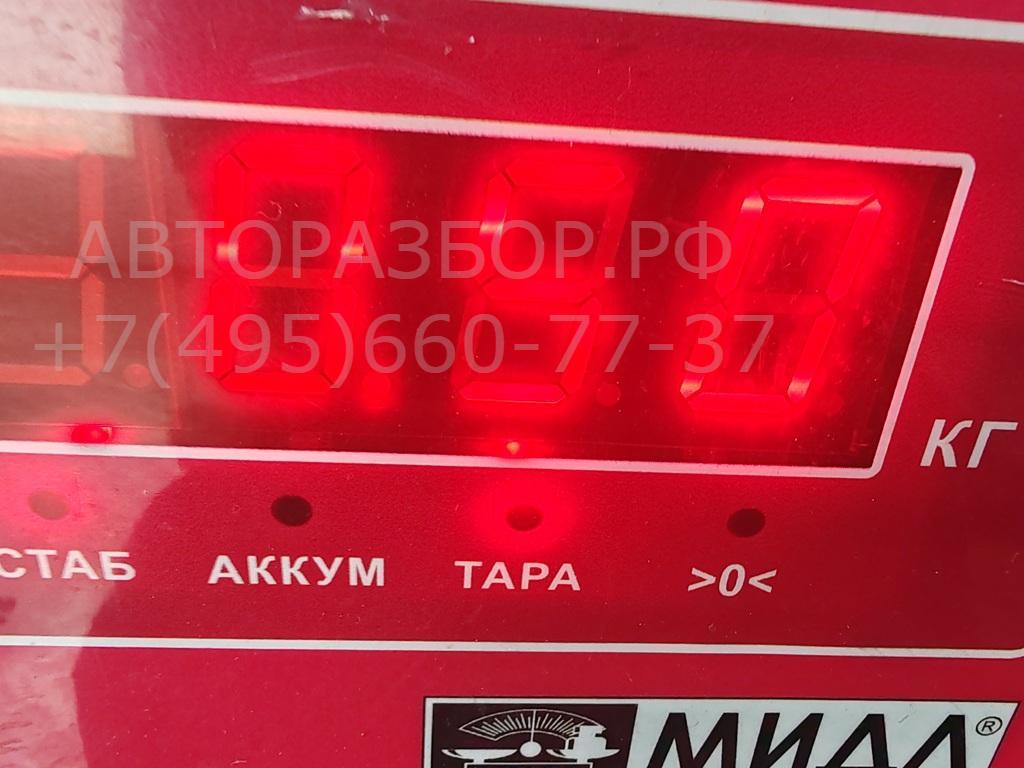 АВТОРАЗБОР.РФ
+7(495)660-77-37
КГ
СТАБ АККУМ ТАРА >0<
МИДЛ®